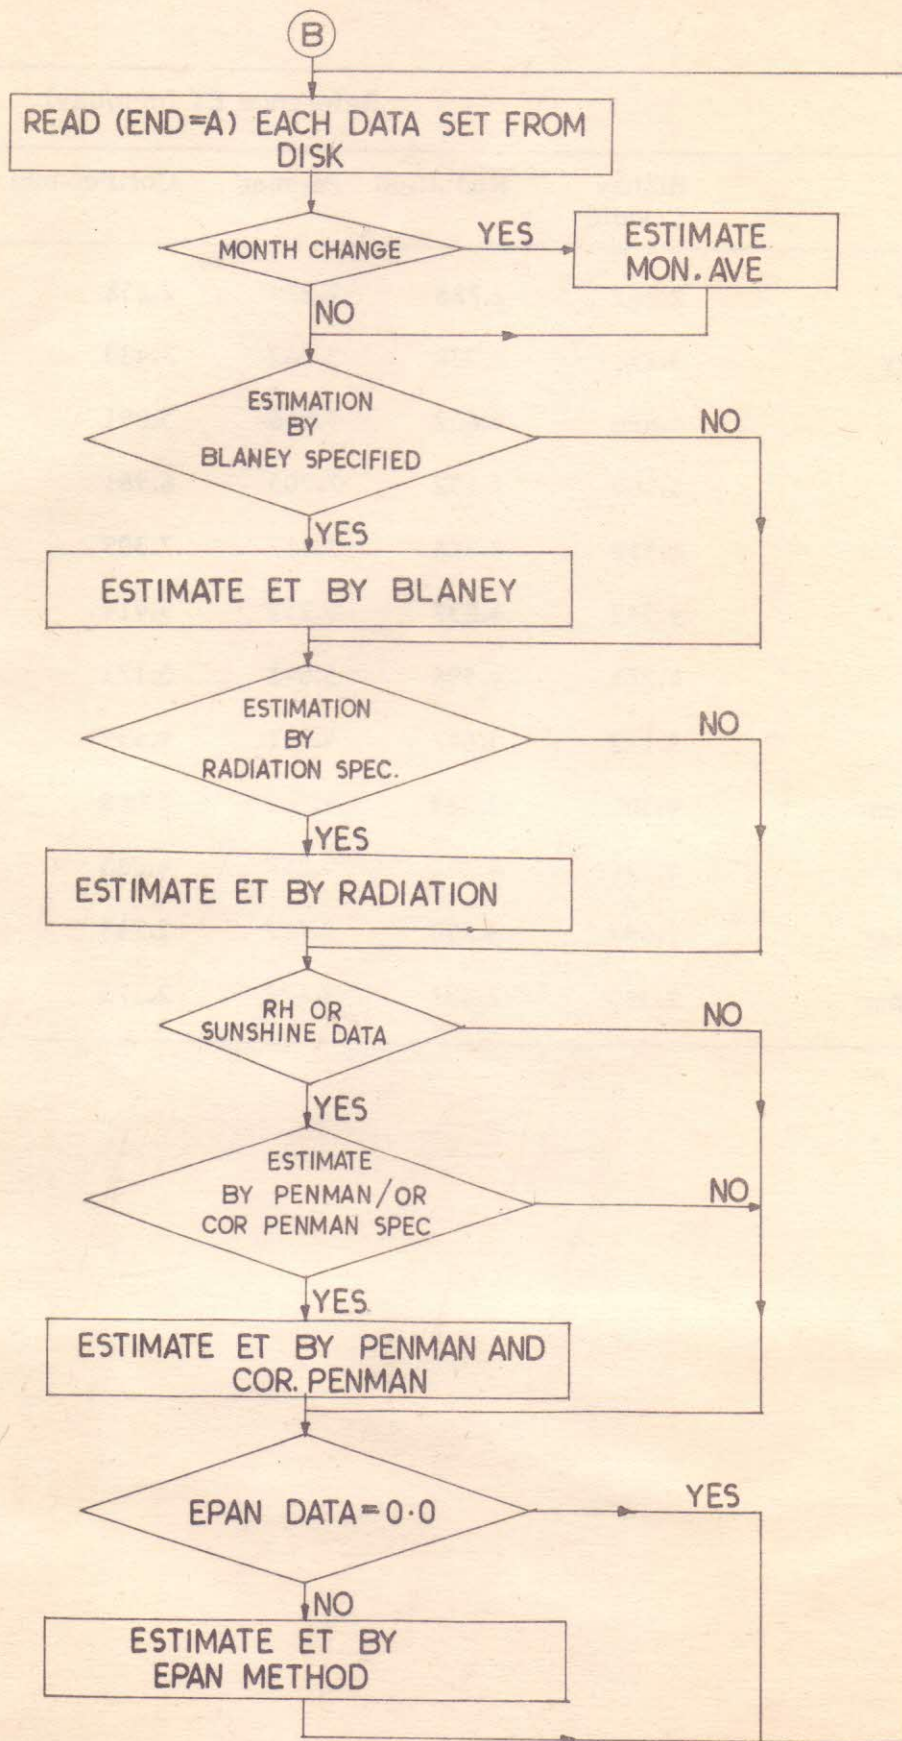 B
READ (END=A) EACH DATA SET FROM
DISK
MONTH CHANGE
YES
ESTIMATE
MON. AVE
NO
ESTIMATION
BY
BLANEY SPECIFIED
NO
YES
ESTIMATE ET BY BLANEY
ESTIMATION
BY
RADIATION SPEC.
NO
YES
ESTIMATE ET BY RADIATION
RH OR
SUNSHINE DATA
NO
YES
ESTIMATE
BY PENMAN/OR
COR PENMAN SPEC
NO
YES
ESTIMATE ET BY PENMAN AND
COR. PENMAN
EPAN DATA=0.0
YES
NO
ESTIMATE ET BY
EPAN METHOD